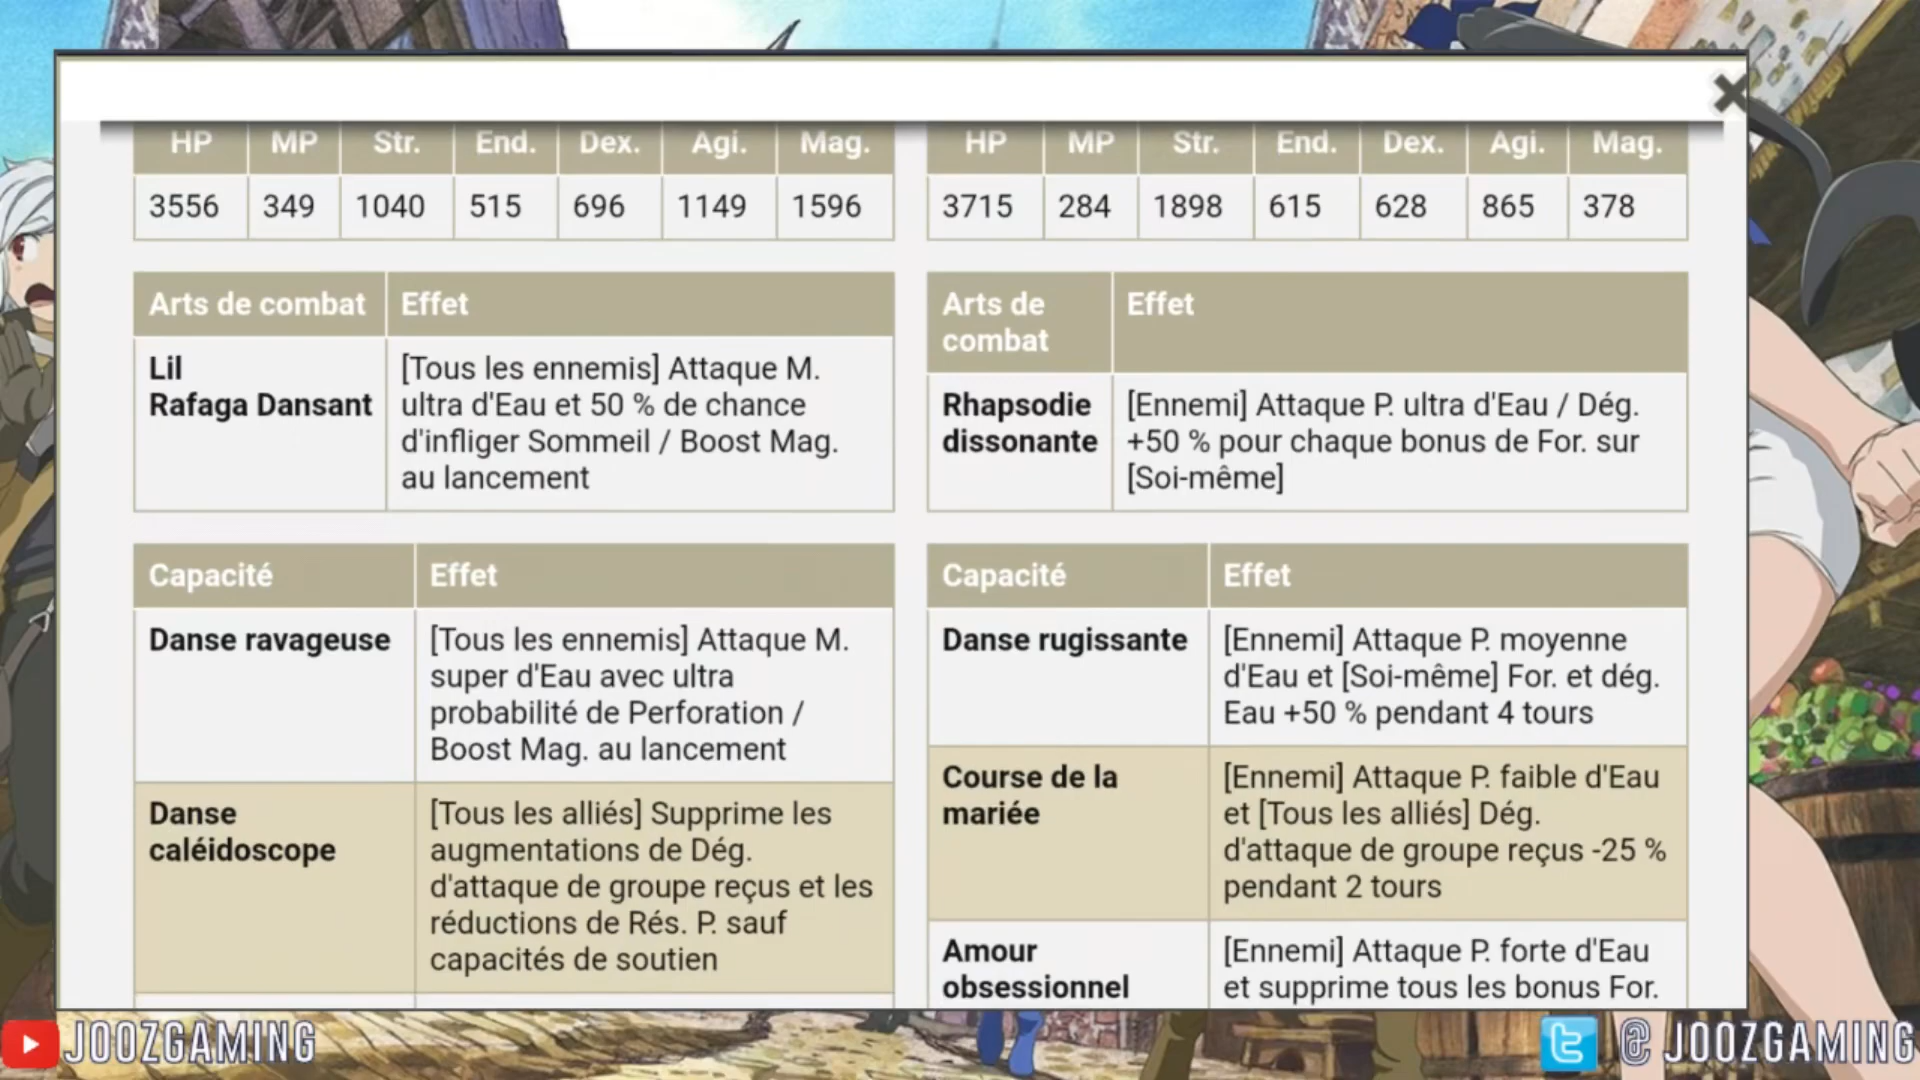 HP MP Str. End. Dex. Agi. Mag.
3556 349 1040 515 696 1149 1596
Arts de combat Effet
Lil
Rafaga Dansant
[Tous les ennemis] Attaque M.
ultra d'Eau et 50 % de chance
d'infliger Sommeil / Boost Mag.
au lancement
Capacité Effet
Danse ravageuse
[Tous les ennemis] Attaque M.
super d'Eau avec ultra
probabilité de Perforation /
Boost Mag. au lancement
Danse
caléidoscope
[Tous les alliés] Supprime les
augmentations de Dég.
d'attaque de groupe reçus et les
réductions de Rés. P. sauf
capacités de soutien
HP MP Str. End. Dex. Agi. Mag.
3715 284 1898 615 628 865 378
Arts de
combat
Effet
Rhapsodie
dissonante
[Ennemi] Attaque P. ultra d'Eau / Dég.
+50 % pour chaque bonus de For. sur
[Soi-même]
Capacité Effet
Danse rugissante
[Ennemi] Attaque P. moyenne
d'Eau et [Soi-même] For. et dég.
Eau +50 % pendant 4 tours
Course de la
mariée
[Ennemi] Attaque P. faible d'Eau
et [Tous les alliés] Dég.
d'attaque de groupe reçus -25 %
pendant 2 tours
Amour
obsessionnel
[Ennemi] Attaque P. forte d'Eau
et supprime tous les bonus For.
JOOZGAMING
@ JOOZGAMING